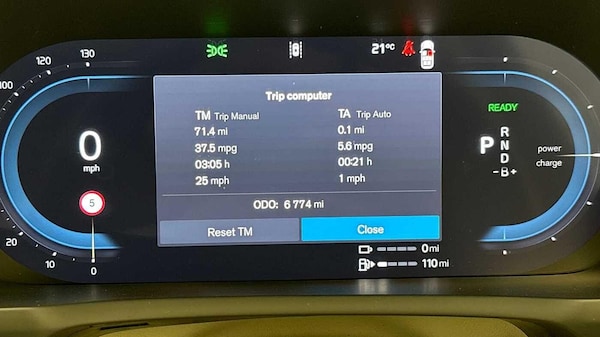 130
120
100
21°C
Trip computer
TM Trip Manual TA Trip Auto
71.4 mi 0.1 mi
37.5 mpg 5.6 mpg
03:05 h 00:21 h
25 mph 1 mph
ODO: 6 774 mi
Reset TM Close
0
mph
5
20
10
0
READY
P R
N
D
-B+
power
charge
0 mi
110 mi